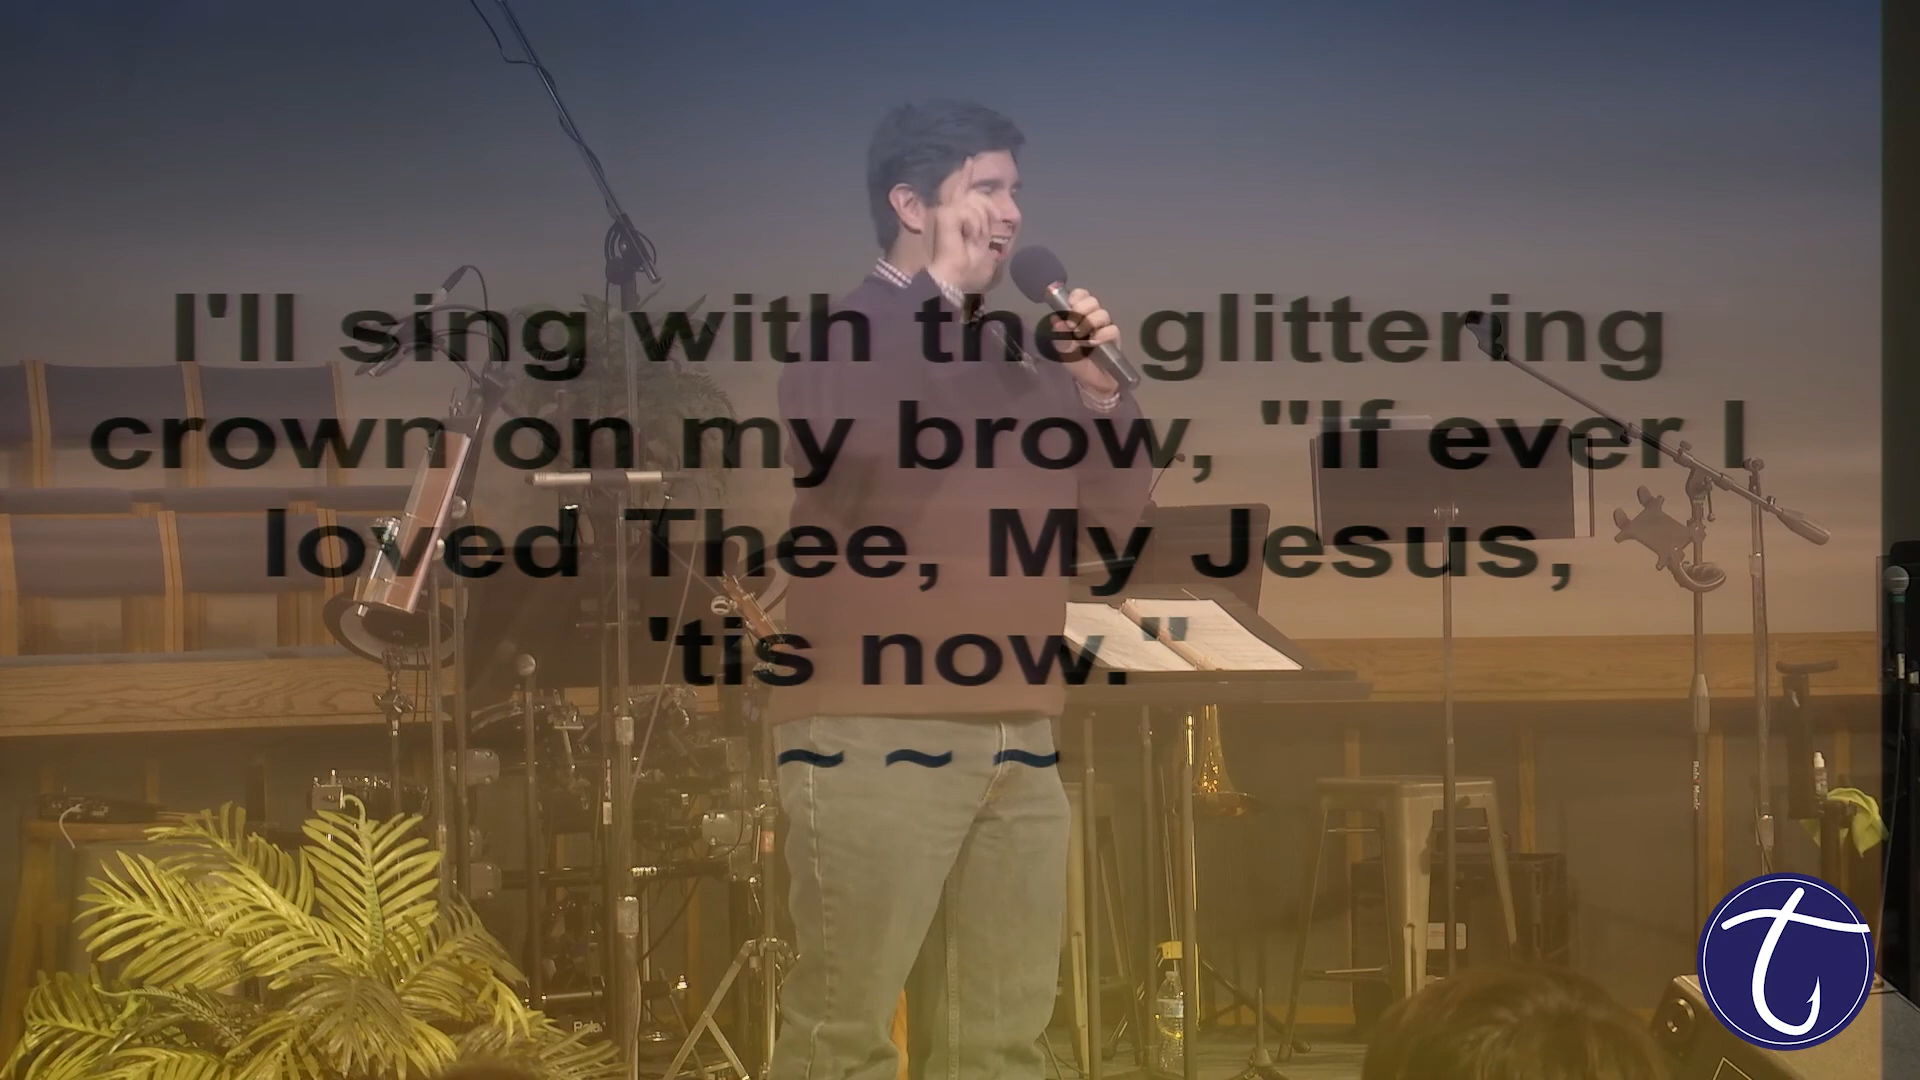 I'll sing with the glittering
crown on my brow, "If ever I
loved Thee, My Jesus,
'tis now."
~ ~ ~